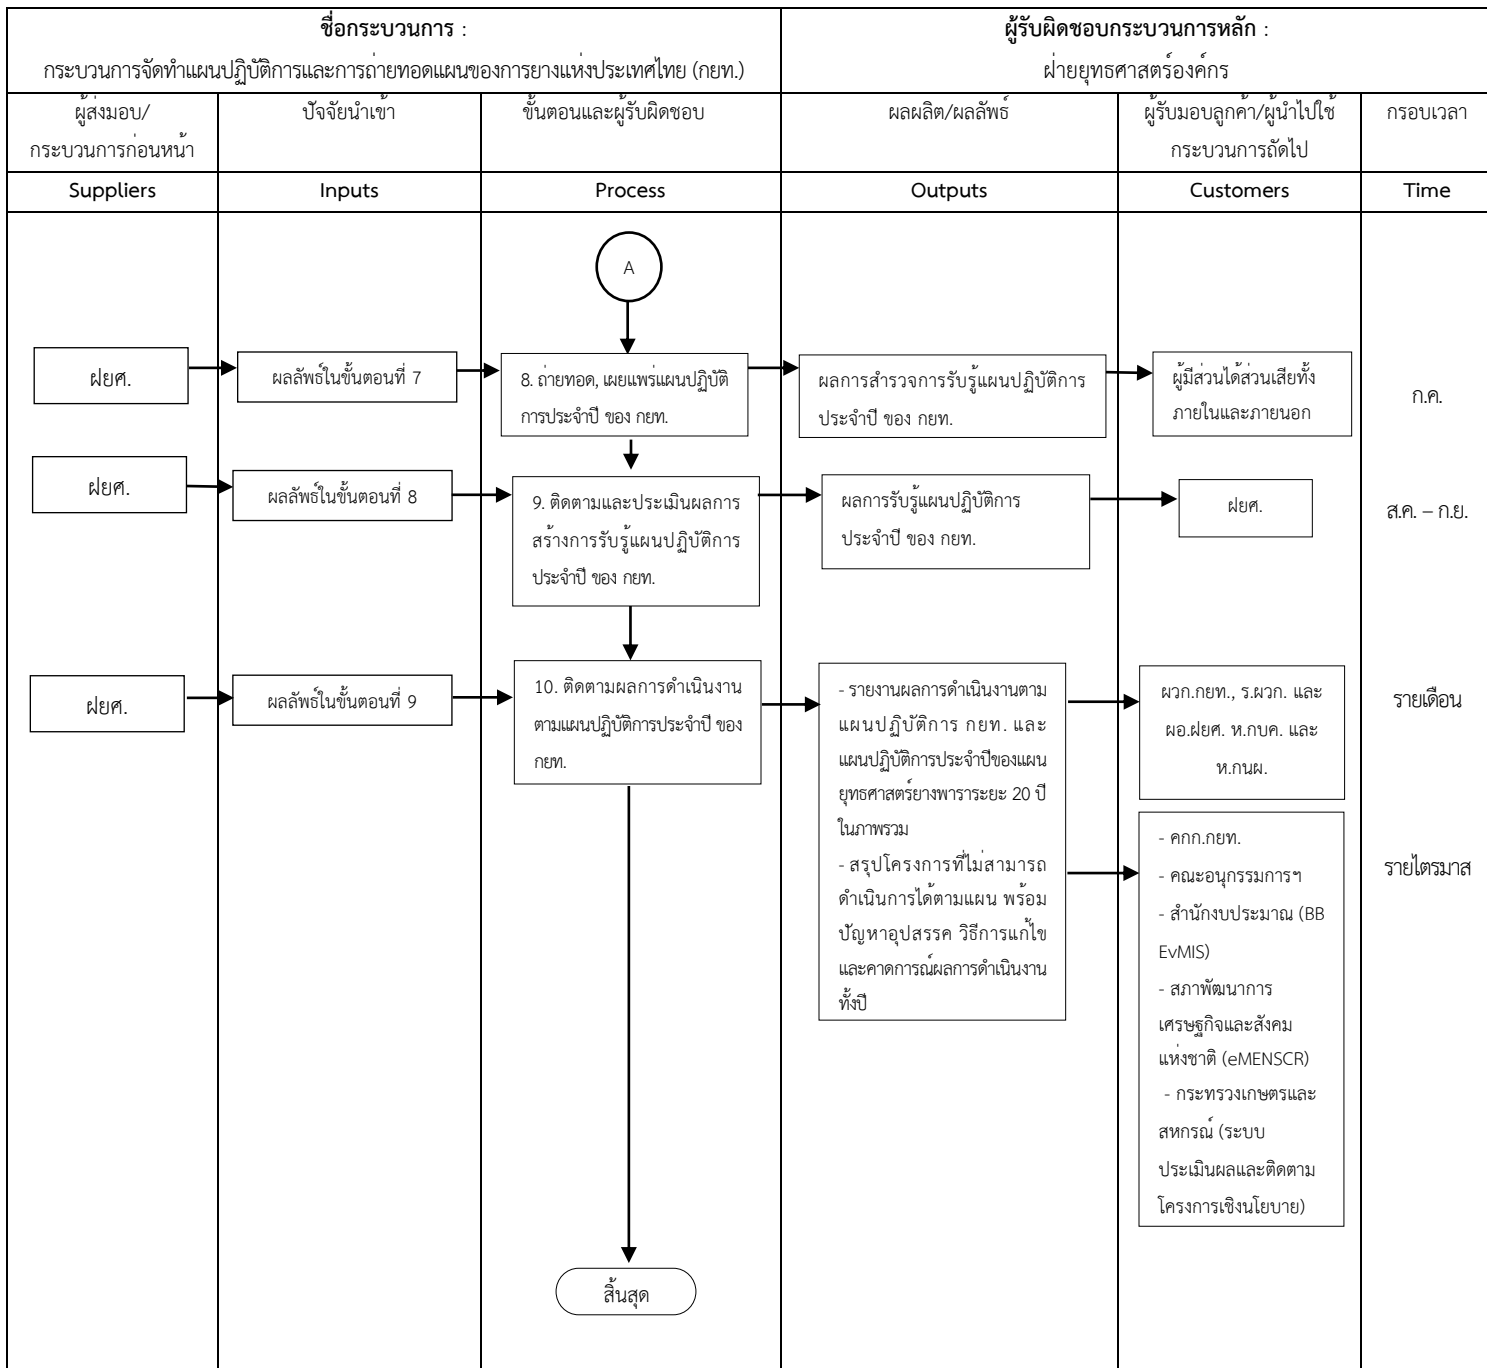 ชื่อกระบวนการ :
กระบวนการจัดทำแผนปฏิบัติการและการถ่ายทอดแผนของการยางแห่งประเทศไทย (กยท.)
ผู้รับผิดชอบกระบวนการหลัก :
ฝ่ายยุทธศาสตร์องค์กร
ผู้ส่งมอบ/
กระบวนการก่อนหน้า
ปัจจัยนำเข้า
ขั้นตอนและผู้รับผิดชอบ
ผลผลิต/ผลลัพธ์
ผู้รับมอบลูกค้า/ผู้นำไปใช้
กระบวนการถัดไป
กรอบเวลา
Suppliers
Inputs
Process
Outputs
Customers
Time
A
ฝยศ.
ผลลัพธ์ในขั้นตอนที่ 7
8. ถ่ายทอด, เผยแพร่แผนปฏิบัติ
การประจำปี ของ กยท.
ผลการสำรวจการรับรู้แผนปฏิบัติการ
ประจำปี ของ กยท.
ผู้มีส่วนได้ส่วนเสียทั้ง
ภายในและภายนอก
ก.ค.
ฝยศ.
ผลลัพธ์ในขั้นตอนที่ 8
9. ติดตามและประเมินผลการ
สร้างการรับรู้แผนปฏิบัติการ
ประจำปี ของ กยท.
ผลการรับรู้แผนปฏิบัติการ
ประจำปี ของ กยท.
ฝยศ.
ส.ค. – ก.ย.
ฝยศ.
ผลลัพธ์ในขั้นตอนที่ 9
10. ติดตามผลการดำเนินงาน
ตามแผนปฏิบัติการประจำปี ของ
กยท.
- รายงานผลการดำเนินงานตาม
แผนปฏิบัติการ กยท. และ
แผนปฏิบัติการประจำปีของแผน
ยุทธศาสตร์ยางพาราระยะ 20 ปี
ในภาพรวม
- สรุปโครงการที่ไม่สามารถ
ดำเนินการได้ตามแผน พร้อม
ปัญหาอุปสรรค วิธีการแก้ไข
และคาดการณ์ผลการดำเนินงาน
ทั้งปี
ผวก.กยท., ร.ผวก. และ
ผอ.ฝยศ. ห.กบค. และ
ห.กนผ.
รายเดือน
- คกก.กยท.
- คณะอนุกรรมการฯ
- สำนักงบประมาณ (BB
EvMIS)
- สภาพัฒนาการ
เศรษฐกิจและสังคม
แห่งชาติ (eMENSCR)
- กระทรวงเกษตรและ
สหกรณ์ (ระบบ
ประเมินผลและติดตาม
โครงการเชิงนโยบาย)
รายไตรมาส
สิ้นสุด